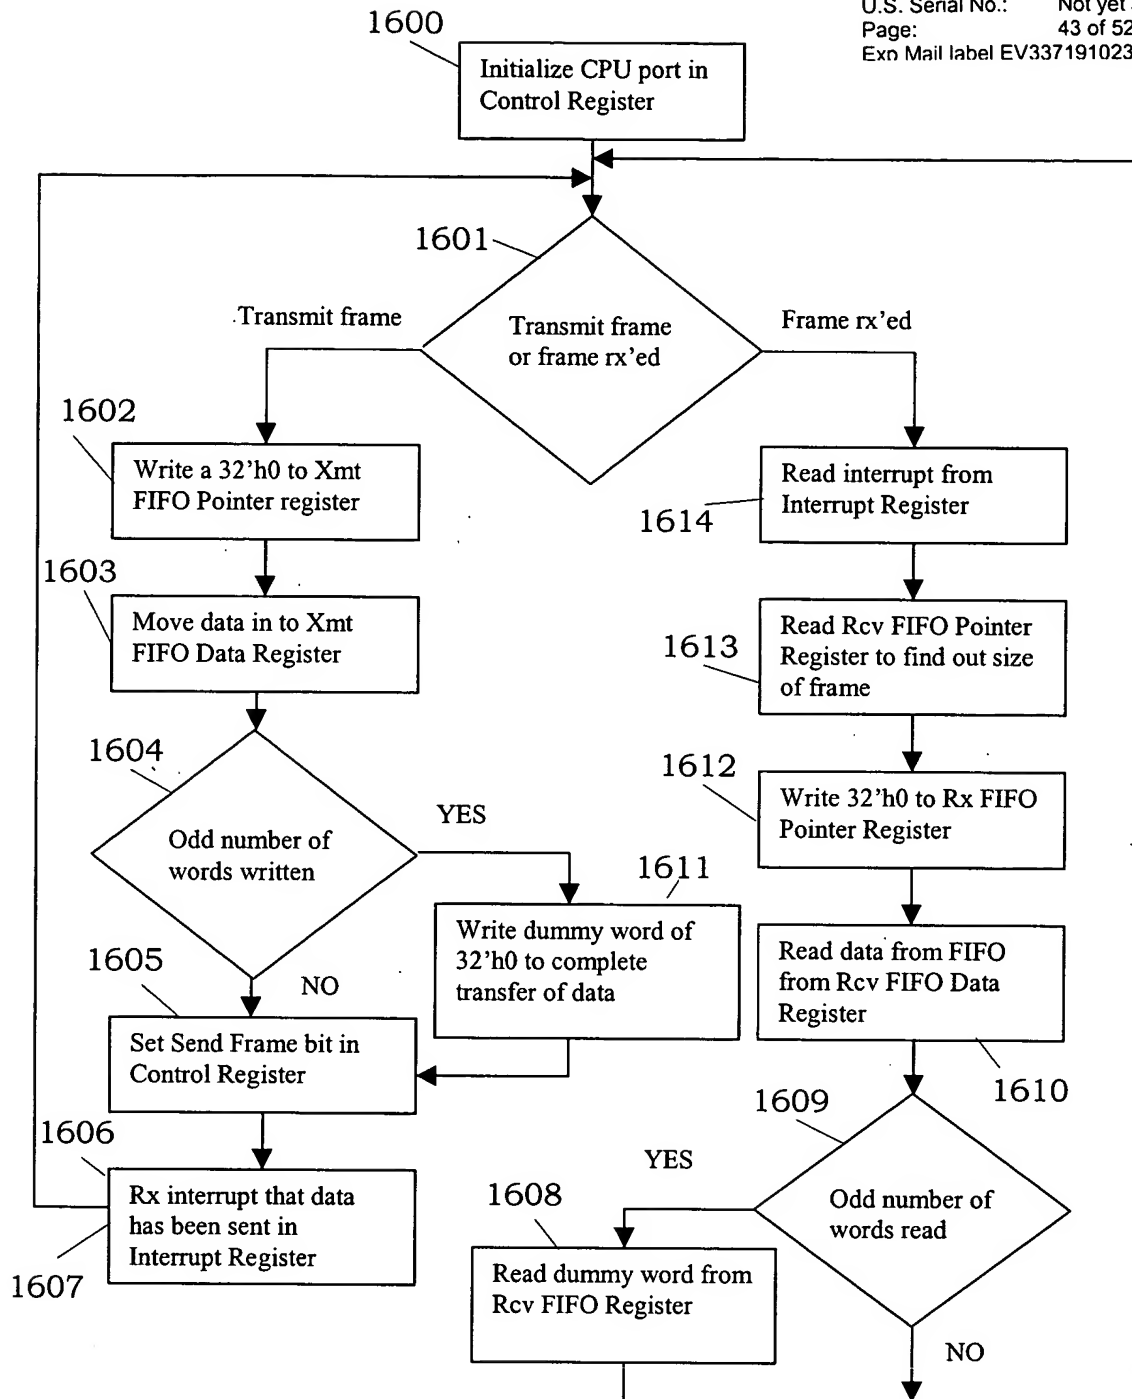 U.S. Serial No.: Not yet
Page: 43 of 52
Exp Mail label EV337191023
1600
Initialize CPU port in
Control Register
1601
Transmit frame
Transmit frame
or frame rx'ed
Frame rx'ed
1602
Write a 32'h0 to Xmt
FIFO Pointer register
Read interrupt from
Interrupt Register
1614
1603
Move data in to Xmt
FIFO Data Register
1613
Read Rcv FIFO Pointer
Register to find out size
of frame
1604
Odd number of
words written
YES
1612
Write 32'h0 to Rx FIFO
Pointer Register
1611
Write dummy word of
32'h0 to complete
transfer of data
Read data from FIFO
from Rcv FIFO Data
Register
1610
1605
NO
Set Send Frame bit in
Control Register
1609
Odd number of
words read
YES
1606
Rx interrupt that data
has been sent in
Interrupt Register
1607
1608
Read dummy word from
Rcv FIFO Register
NO